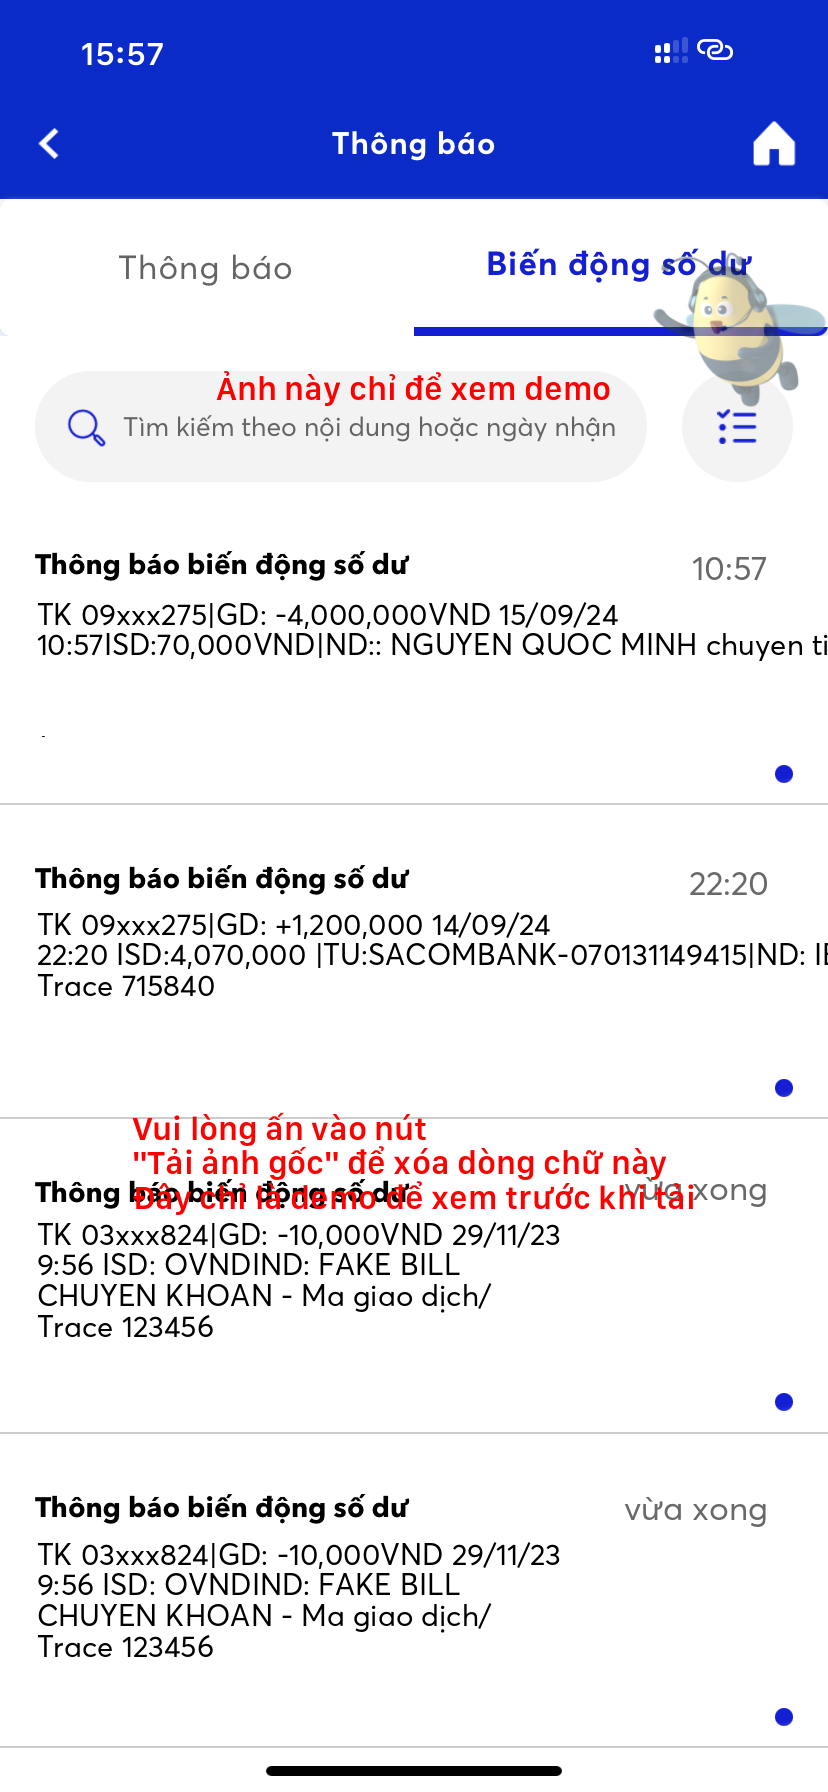 15:57
Thông báo
Thông báo
Biến động số dư
Ảnh này chỉ để xem demo
Tìm kiếm theo nội dung hoặc ngày nhận
Thông báo biến động số dư
10:57
TK 09xxx275|GD: -4,000,000VND 15/09/24
10:57ISD:70,000VND|ND:: NGUYEN QUOC MINH chuyen ti
Thông báo biến động số dư
22:20
TK 09xxx275|GD: +1,200,000 14/09/24
22:20 ISD:4,070,000 |TU:SACOMBANK-070131149415|ND: IB
Trace 715840
Vui lòng ấn vào nút
"Tải ảnh gốc" để xóa dòng chữ này
Thông báo biến động số dư
vừa xong
Đây chỉ là demo để xem trước khi tải
TK 03xxx824|GD: -10,000VND 29/11/23
9:56 ISD: OVNDIND: FAKE BILL
CHUYEN KHOAN - Ma giao dịch/
Trace 123456
Thông báo biến động số dư
vừa xong
TK 03xxx824|GD: -10,000VND 29/11/23
9:56 ISD: OVNDIND: FAKE BILL
CHUYEN KHOAN - Ma giao dịch/
Trace 123456